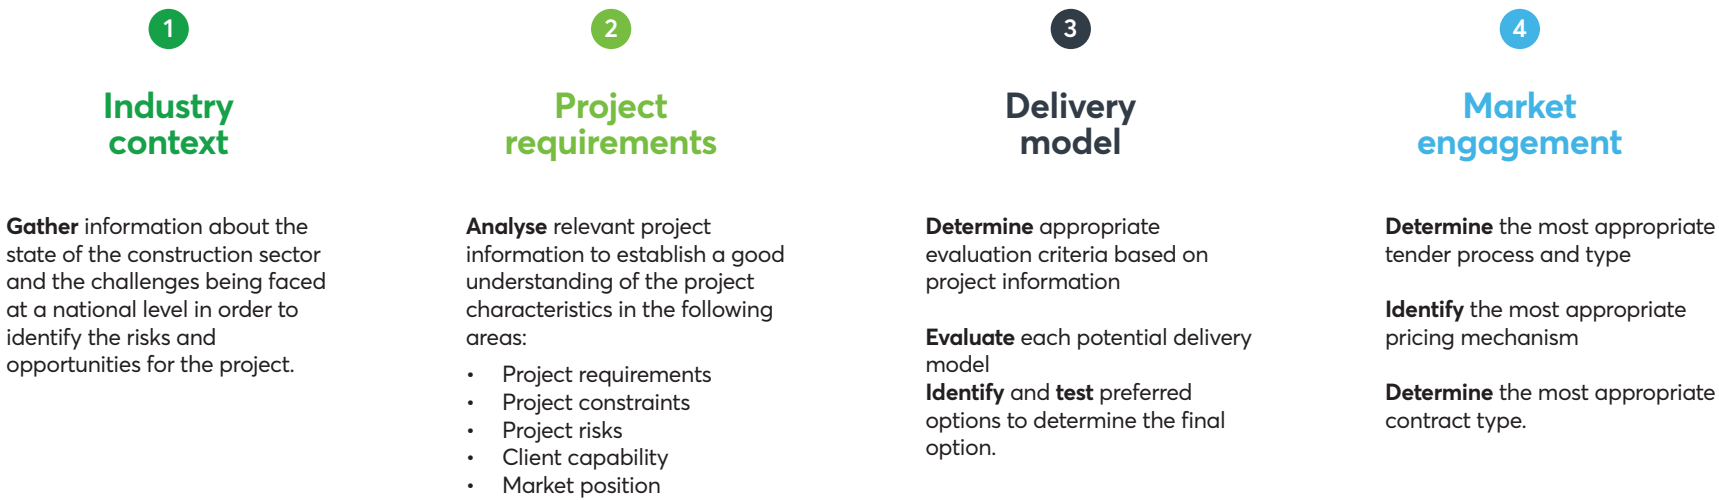 1
Industry
context
Gather information about the
state of the construction sector
and the challenges being faced
at a national level in order to
identify the risks and
opportunities for the project.
2
Project
requirements
Analyse relevant project
information to establish a good
understanding of the project
characteristics in the following
areas:
• Project requirements
• Project constraints
• Project risks
• Client capability
• Market position
3
Delivery
model
Determine appropriate
evaluation criteria based on
project information
Evaluate each potential delivery
model
Identify and test preferred
options to determine the final
option.
4
Market
engagement
Determine the most appropriate
tender process and type
Identify the most appropriate
pricing mechanism
Determine the most appropriate
contract type.